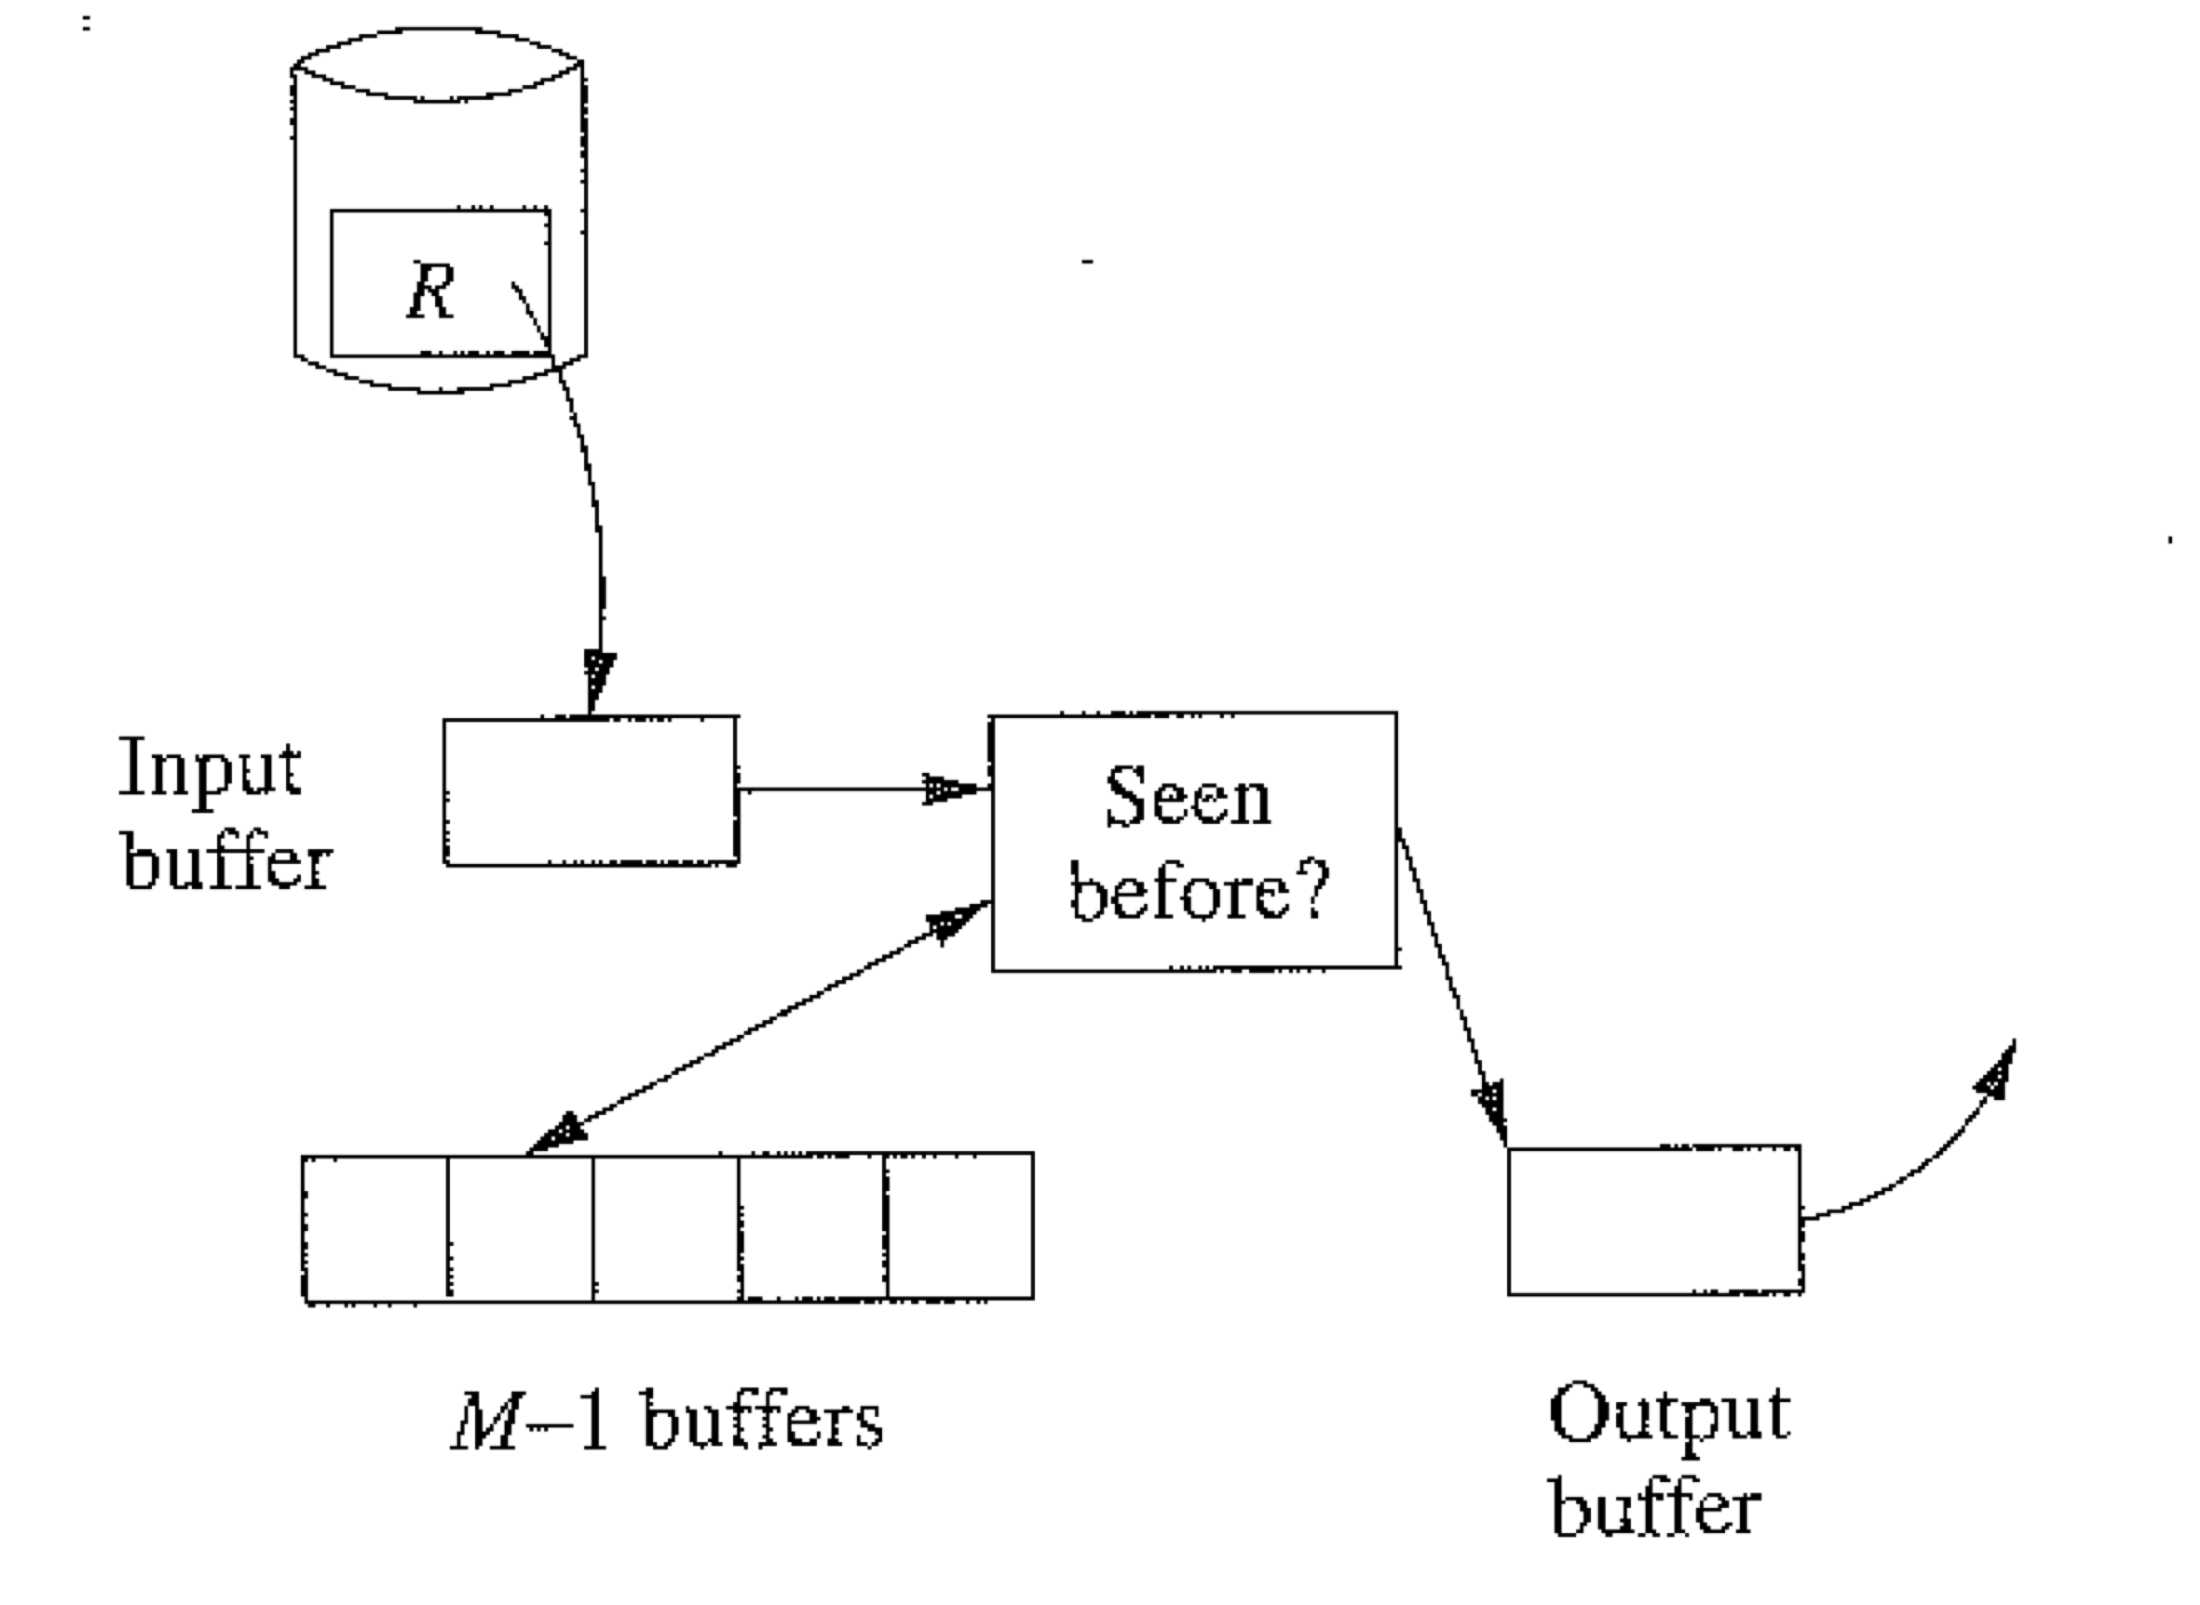 R
Input
buffer
Seen
before?
M–1 buffers
Output
buffer